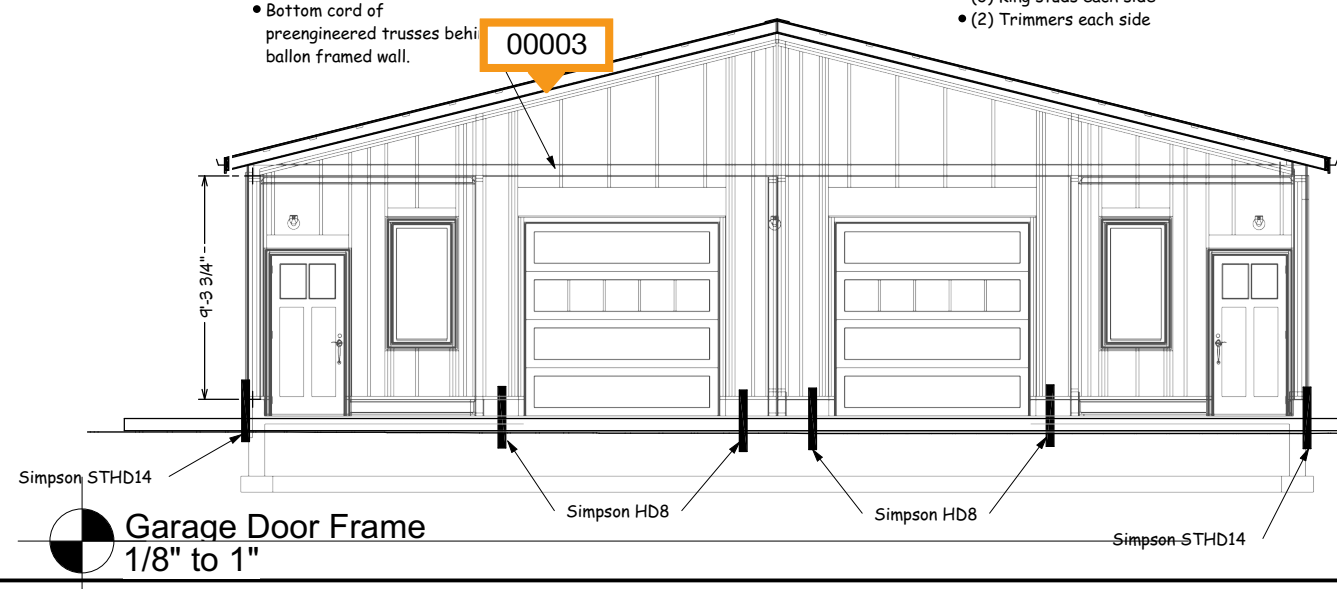 • Bottom cord of
preengineered trusses behi
ballon framed wall.
00003
King studs each side
• (2) Trimmers each side
9'-3 3/4"
Simpson STHD14
Simpson HD8
Simpson HD8
Simpson STHD14
Garage Door Frame
1/8" to 1"